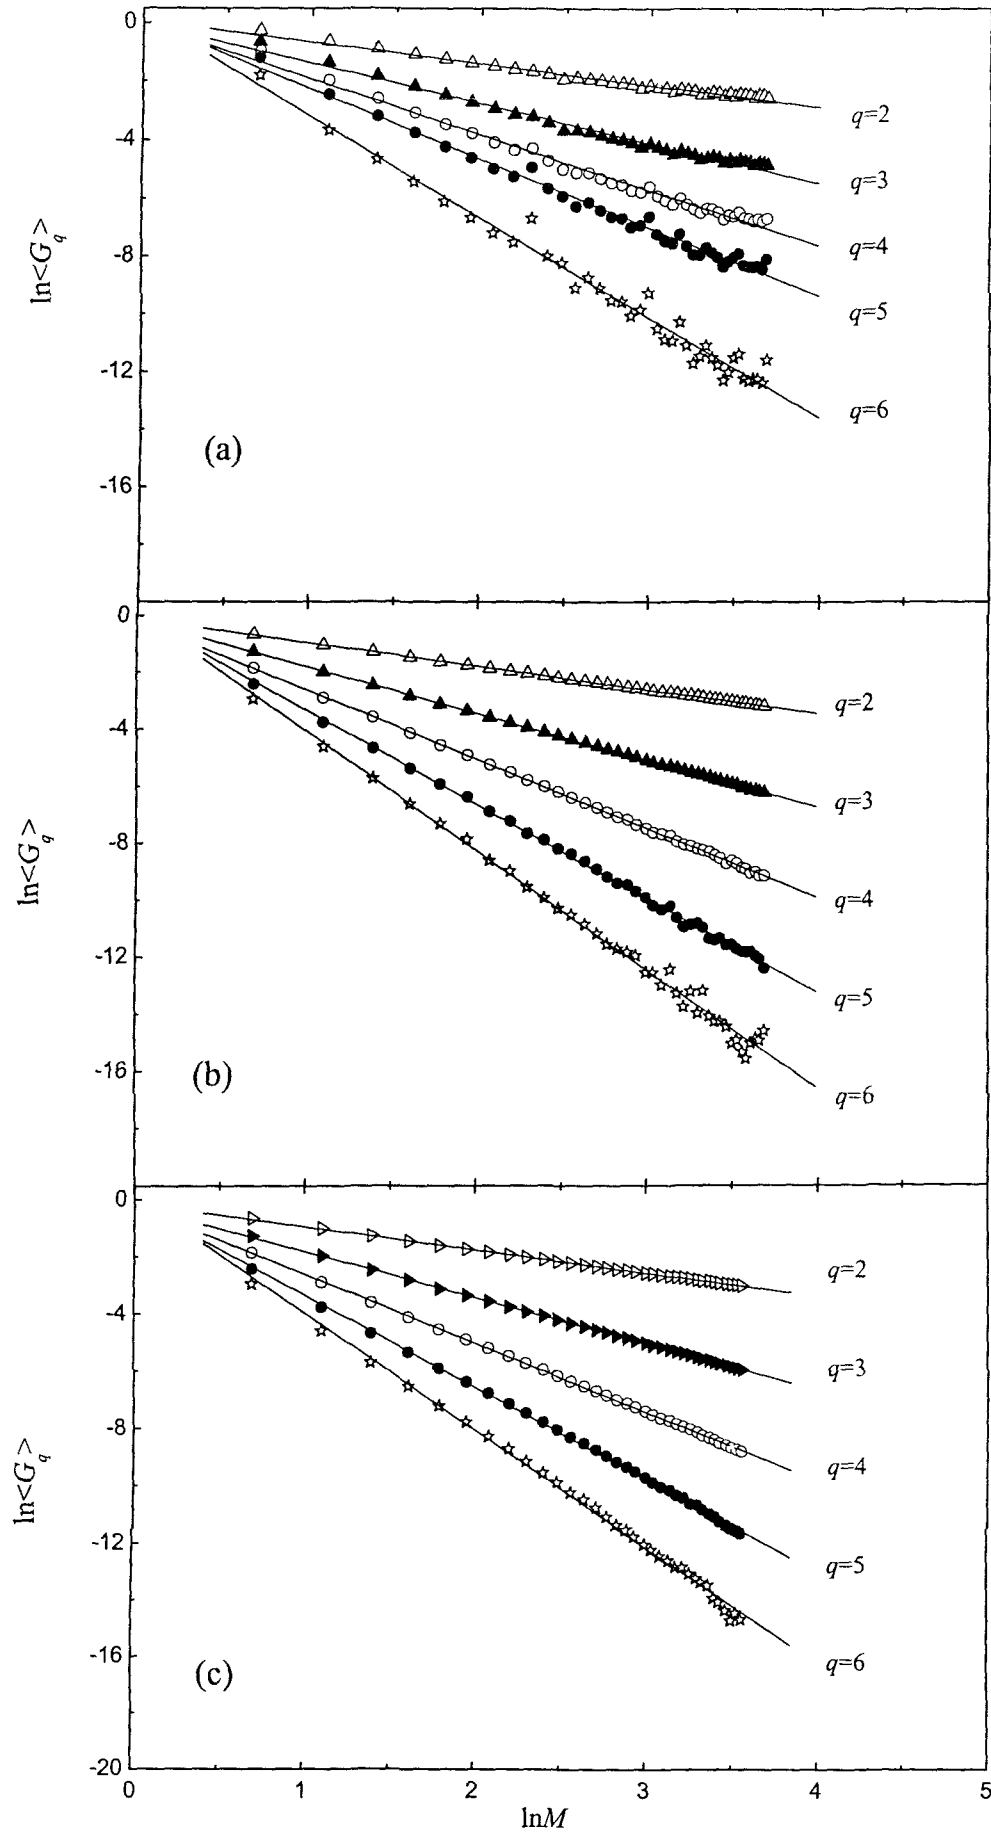 0
-4
-8
-12
-16
ln<G_q>
q=2
q=3
q=4
q=5
q=6
(a)
0
-4
-8
-12
-16
ln<G_q>
q=2
q=3
q=4
q=5
q=6
(b)
0
-4
-8
-12
-16
-20
ln<G_q>
q=2
q=3
q=4
q=5
q=6
(c)
0 1 2 3 4 5
lnM